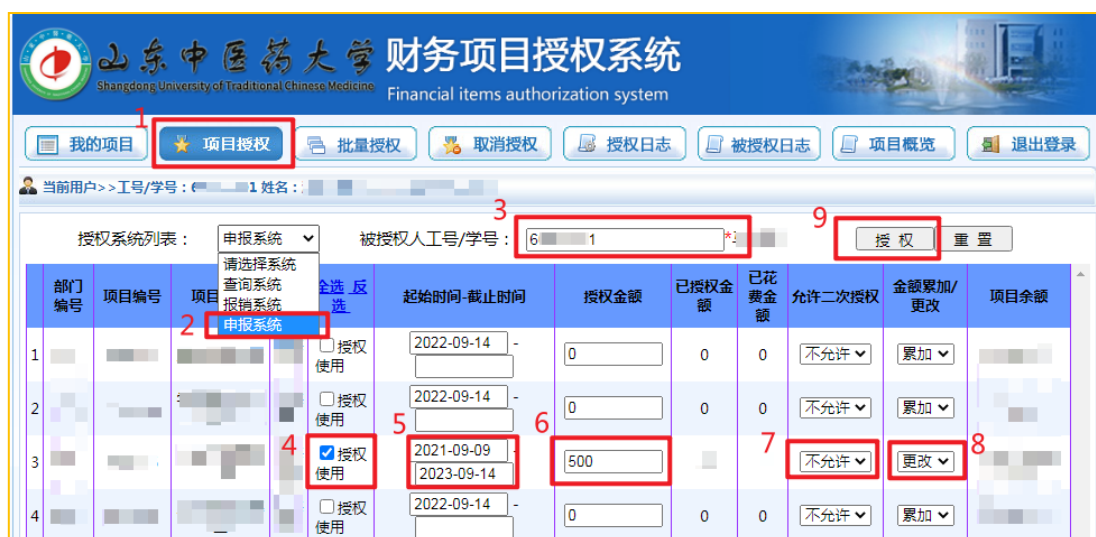 山东中医药大学 财务项目授权系统
Shangdong University of Traditional Chinese Medicine Financial items authorization system
1
我的项目 项目授权 批量授权 取消授权 授权日志 被授权日志 项目概览 退出登录
当前用户>>工号/学号：6 1 姓名：
3 9
授权系统列表： 申报系统 被授权人工号/学号： 6 1 * 授 权 重 置
请选择系统
查询系统
报销系统
2 申报系统
部门编号 项目编号 项目 全选 反选 起始时间-截止时间 授权金额 已授权金额 已花费金额 允许二次授权 金额累加/更改 项目余额
1 授权使用 2022-09-14 - 0 0 0 不允许 累加
2 授权使用 2022-09-14 - 0 0 0 不允许 累加
4 5 6 7 8
3 授权使用 2021-09-09 - 2023-09-14 500 不允许 更改
4 授权使用 2022-09-14 - 0 0 0 不允许 累加